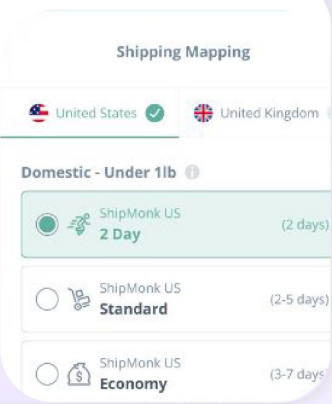 Shipping Mapping
United States United Kingdom
Domestic - Under 1lb
ShipMonk US
2 Day (2 days)
ShipMonk US
Standard (2-5 days)
ShipMonk US
Economy (3-7 days)